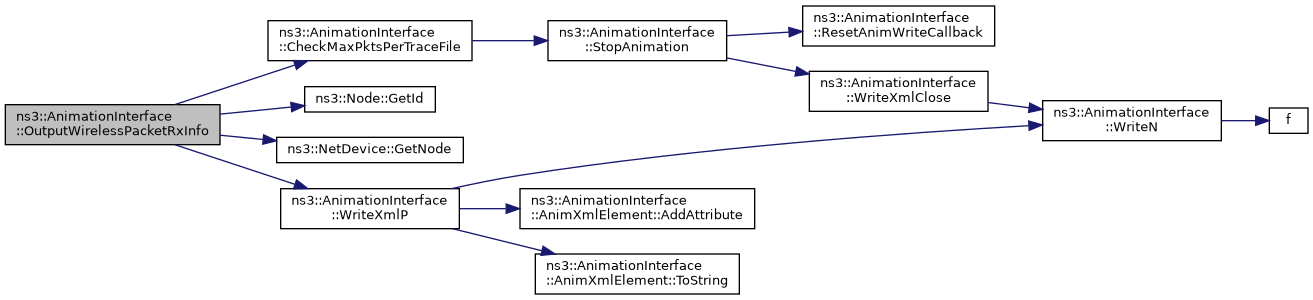 ns3::AnimationInterface
::OutputWirelessPacketRxInfo
ns3::AnimationInterface
::CheckMaxPktsPerTraceFile
ns3::Node::GetId
ns3::NetDevice::GetNode
ns3::AnimationInterface
::WriteXmlP
ns3::AnimationInterface
::StopAnimation
ns3::AnimationInterface
::AnimXmlElement::AddAttribute
ns3::AnimationInterface
::AnimXmlElement::ToString
ns3::AnimationInterface
::ResetAnimWriteCallback
ns3::AnimationInterface
::WriteXmlClose
ns3::AnimationInterface
::WriteN
f